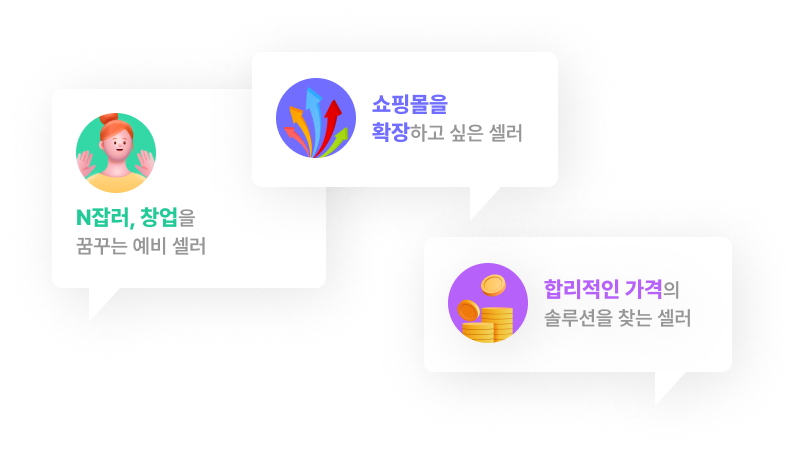 쇼핑몰을
확장하고 싶은 셀러
N잡러, 창업을
꿈꾸는 예비 셀러
합리적인 가격의
솔루션을 찾는 셀러